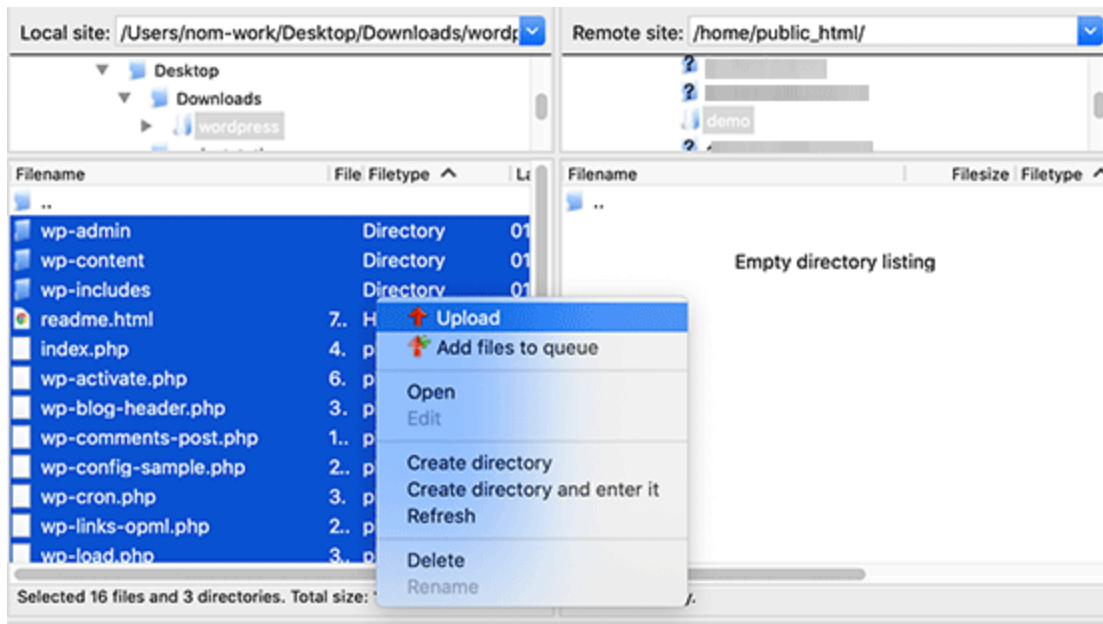 Local site: /Users/nom-work/Desktop/Downloads/wordp
Remote site: /home/public_html/
Desktop
Downloads
wordpress
?
?
demo
?
Filename File Filetype La
Filename Filesize Filetype
..
..
wp-admin Directory 01
wp-content Directory 01
Empty directory listing
wp-includes Directory 01
readme.html 7.. H
index.php 4. p
wp-activate.php 6. p
wp-blog-header.php 3. p
wp-comments-post.php 1.. p
wp-config-sample.php 2.. p
wp-cron.php 3. p
wp-links-opml.php 2.. p
wp-load.php 3.. p
Upload
Add files to queue
Open
Edit
Create directory
Create directory and enter it
Refresh
Delete
Rename
Selected 16 files and 3 directories. Total size: